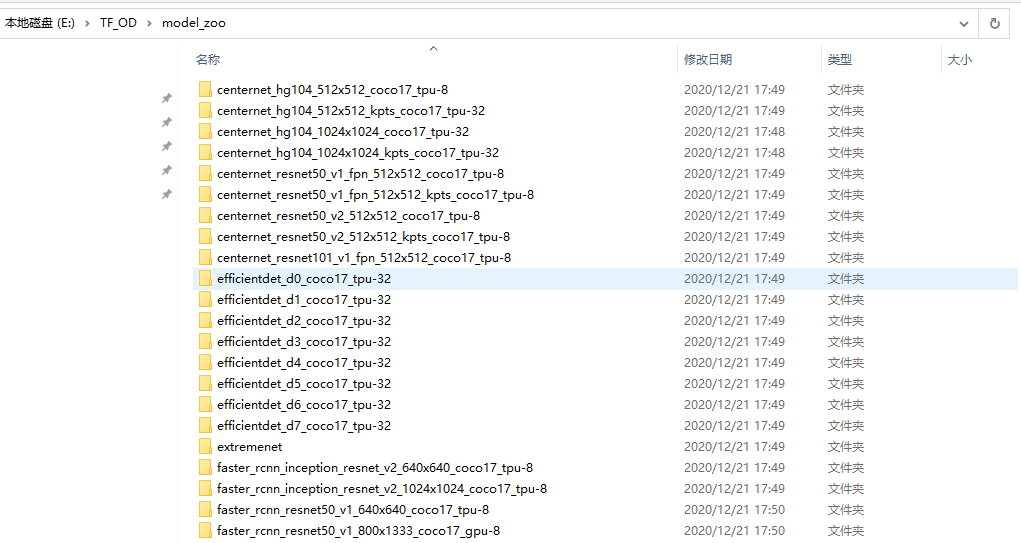 本地磁盘 (E:) > TF_OD > model_zoo
名称 修改日期 类型 大小
centernet_hg104_512x512_coco17_tpu-8 2020/12/21 17:49 文件夹
centernet_hg104_512x512_kpts_coco17_tpu-32 2020/12/21 17:49 文件夹
centernet_hg104_1024x1024_coco17_tpu-32 2020/12/21 17:48 文件夹
centernet_hg104_1024x1024_kpts_coco17_tpu-32 2020/12/21 17:48 文件夹
centernet_resnet50_v1_fpn_512x512_coco17_tpu-8 2020/12/21 17:49 文件夹
centernet_resnet50_v1_fpn_512x512_kpts_coco17_tpu-8 2020/12/21 17:49 文件夹
centernet_resnet50_v2_512x512_coco17_tpu-8 2020/12/21 17:49 文件夹
centernet_resnet50_v2_512x512_kpts_coco17_tpu-8 2020/12/21 17:49 文件夹
centernet_resnet101_v1_fpn_512x512_coco17_tpu-8 2020/12/21 17:49 文件夹
efficientdet_d0_coco17_tpu-32 2020/12/21 17:49 文件夹
efficientdet_d1_coco17_tpu-32 2020/12/21 17:49 文件夹
efficientdet_d2_coco17_tpu-32 2020/12/21 17:49 文件夹
efficientdet_d3_coco17_tpu-32 2020/12/21 17:49 文件夹
efficientdet_d4_coco17_tpu-32 2020/12/21 17:49 文件夹
efficientdet_d5_coco17_tpu-32 2020/12/21 17:49 文件夹
efficientdet_d6_coco17_tpu-32 2020/12/21 17:49 文件夹
efficientdet_d7_coco17_tpu-32 2020/12/21 17:49 文件夹
extremenet 2020/12/21 17:49 文件夹
faster_rcnn_inception_resnet_v2_640x640_coco17_tpu-8 2020/12/21 17:49 文件夹
faster_rcnn_inception_resnet_v2_1024x1024_coco17_tpu-8 2020/12/21 17:49 文件夹
faster_rcnn_resnet50_v1_640x640_coco17_tpu-8 2020/12/21 17:50 文件夹
faster_rcnn_resnet50_v1_800x1333_coco17_gpu-8 2020/12/21 17:50 文件夹